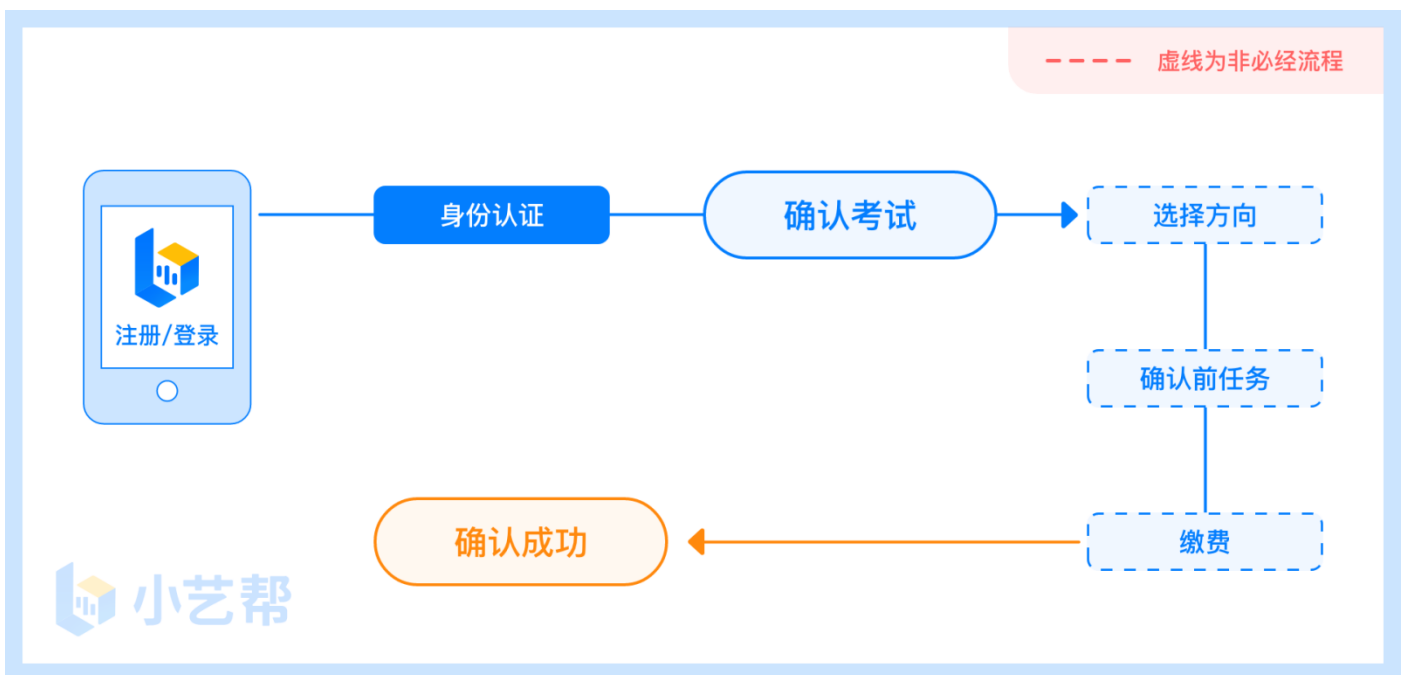 虚线为非必经流程
身份认证
确认考试
选择方向
注册/登录
确认前任务
确认成功
缴费
小艺帮